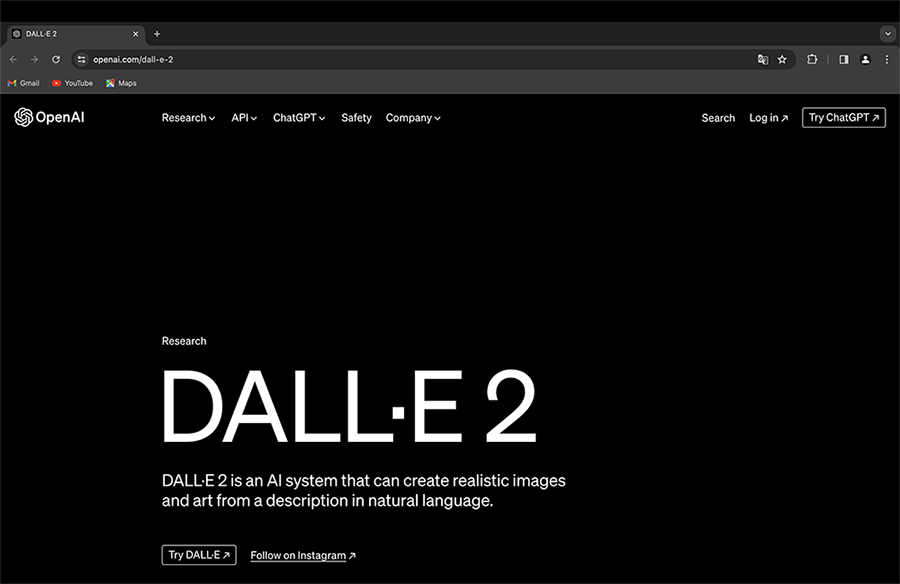 DALL·E 2
openai.com/dall-e-2
Gmail YouTube Maps
OpenAI Research API ChatGPT Safety Company Search Log in ↗ Try ChatGPT ↗
Research
DALL·E 2
DALL·E 2 is an AI system that can create realistic images
and art from a description in natural language.
Try DALL·E ↗ Follow on Instagram ↗